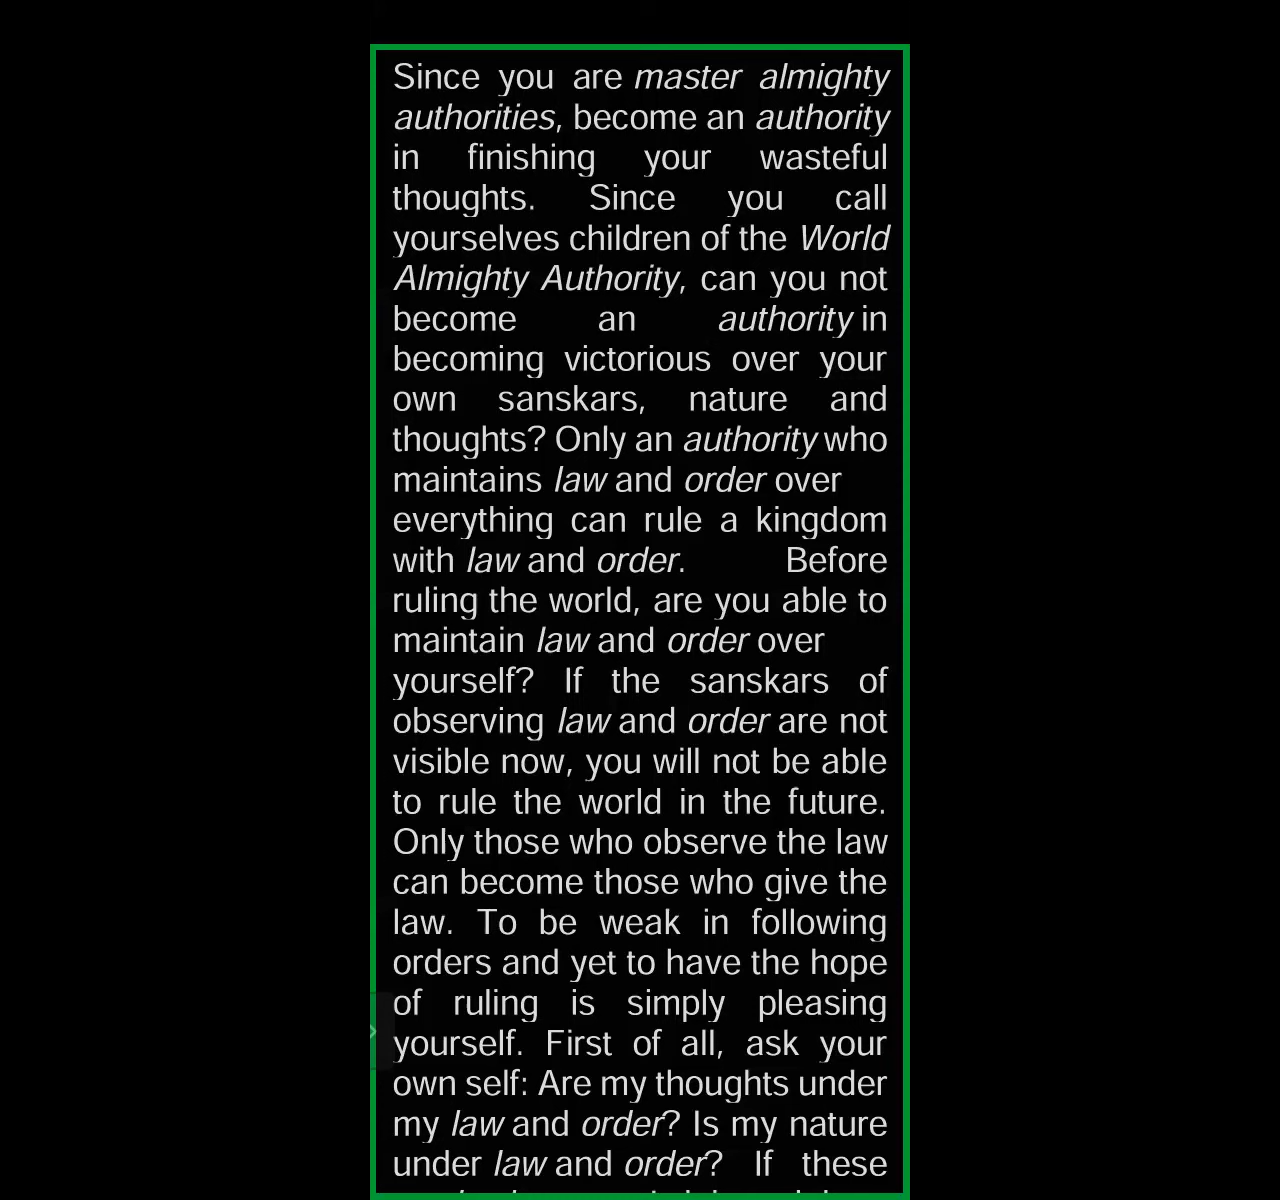 Since you are master almighty
authorities, become an authority
in finishing your wasteful
thoughts. Since you call
yourselves children of the World
Almighty Authority, can you not
become an authority in
becoming victorious over your
own sanskars, nature and
thoughts? Only an authority who
maintains law and order over
everything can rule a kingdom
with law and order. Before
ruling the world, are you able to
maintain law and order over
yourself? If the sanskars of
observing law and order are not
visible now, you will not be able
to rule the world in the future.
Only those who observe the law
can become those who give the
law. To be weak in following
orders and yet to have the hope
of ruling is simply pleasing
yourself. First of all, ask your
own self: Are my thoughts under
my law and order? Is my nature
under law and order? If these